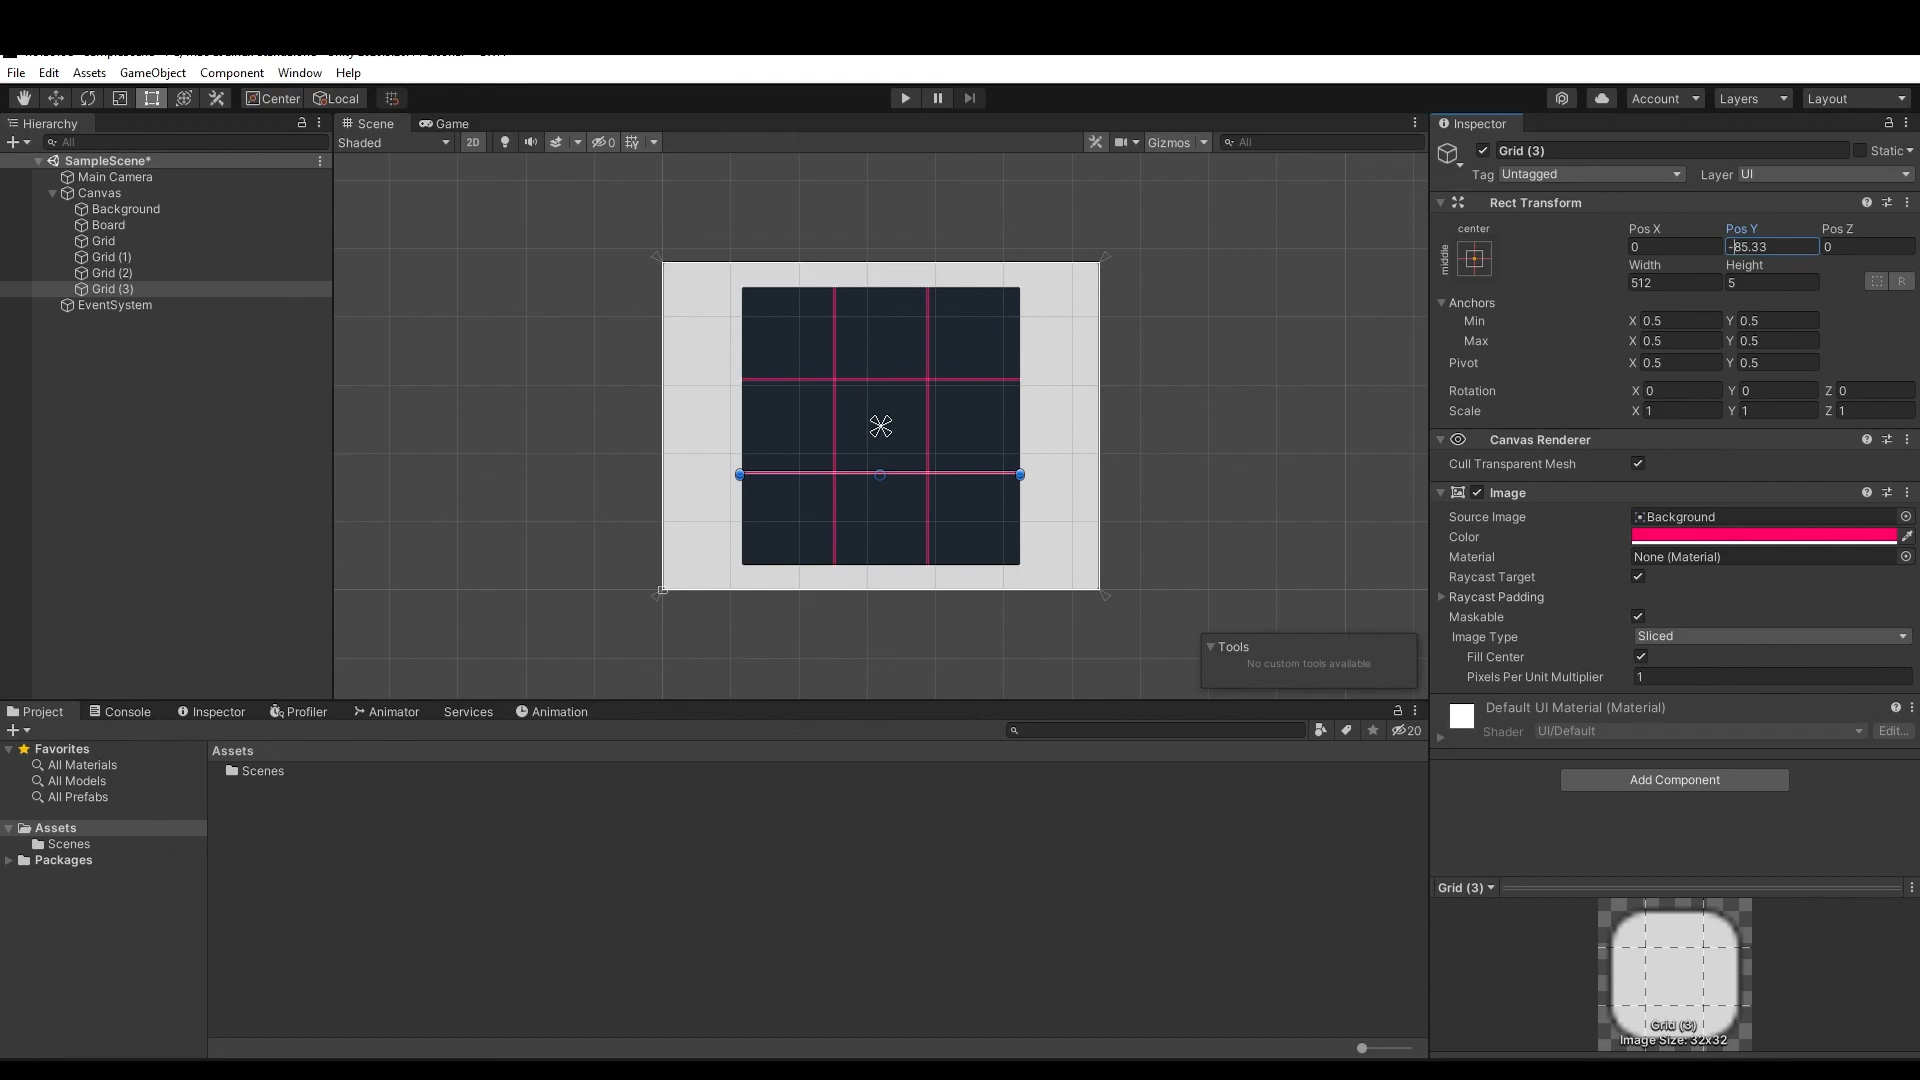 File Edit Assets GameObject Component Window Help
Center Local
Account Layers Layout
Hierarchy
All
SampleScene*
Main Camera
Canvas
Background
Board
Grid
Grid (1)
Grid (2)
Grid (3)
EventSystem
Scene Game
Shaded 2D 0 Gizmos All
Tools
No custom tools available
Inspector
Grid (3) Static
Tag Untagged Layer UI
Rect Transform
center
middle
Pos X Pos Y Pos Z
0 -85.33 0
Width Height
512 5
R
Anchors
Min X 0.5 Y 0.5
Max X 0.5 Y 0.5
Pivot X 0.5 Y 0.5
Rotation X 0 Y 0 Z 0
Scale X 1 Y 1 Z 1
Canvas Renderer
Cull Transparent Mesh
Image
Source Image Background
Color
Material None (Material)
Raycast Target
Raycast Padding
Maskable
Image Type Sliced
Fill Center
Pixels Per Unit Multiplier 1
Default UI Material (Material)
Shader UI/Default Edit...
Add Component
Grid (3)
Grid (3)
Image Size: 32x32
Project Console Inspector Profiler Animator Services Animation
20
Favorites
All Materials
All Models
All Prefabs
Assets
Scenes
Packages
Assets
Scenes